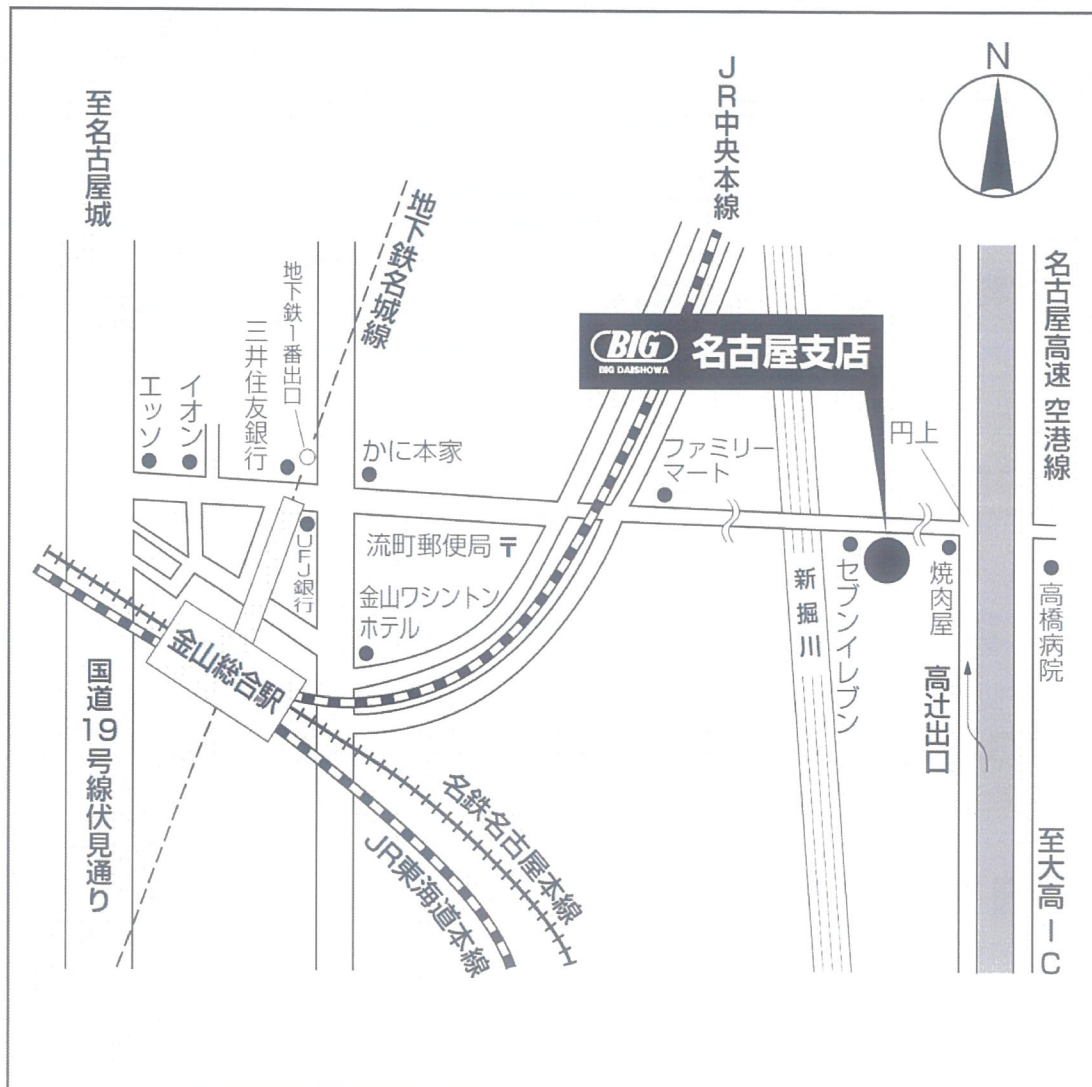 N
JR中央本線
至名古屋城
地下鉄名城線
地下鉄1番出口
三井住友銀行
イオン
エッソ
BIG
BIG DAISHOWA
名古屋支店
名古屋高速 空港線
円上
かに本家
ファミリー
マート
UFJ銀行
流町郵便局〒
金山ワシントン
ホテル
新堀川
セブンイレブン
焼肉屋
高橋病院
金山総合駅
国道19号線伏見通り
高辻出口
名鉄名古屋本線
JR東海道本線
至大高IC